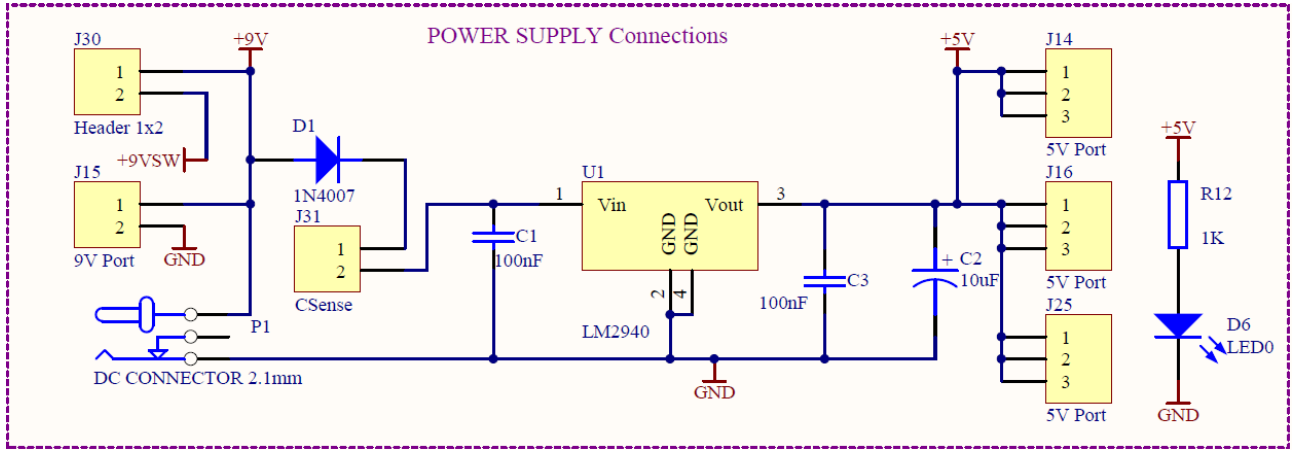 POWER SUPPLY Connections
J30
1
2
Header 1x2
+9V
+9VSW
J15
1
2
9V Port
GND
D1
1N4007
J31
1
2
CSense
P1
DC CONNECTOR 2.1mm
C1
100nF
U1
1
Vin
Vout
3
GND
GND
2
4
LM2940
GND
C3
100nF
+
C2
10uF
+5V
J14
1
2
3
5V Port
J16
1
2
3
5V Port
J25
1
2
3
5V Port
+5V
R12
1K
D6
LED0
GND